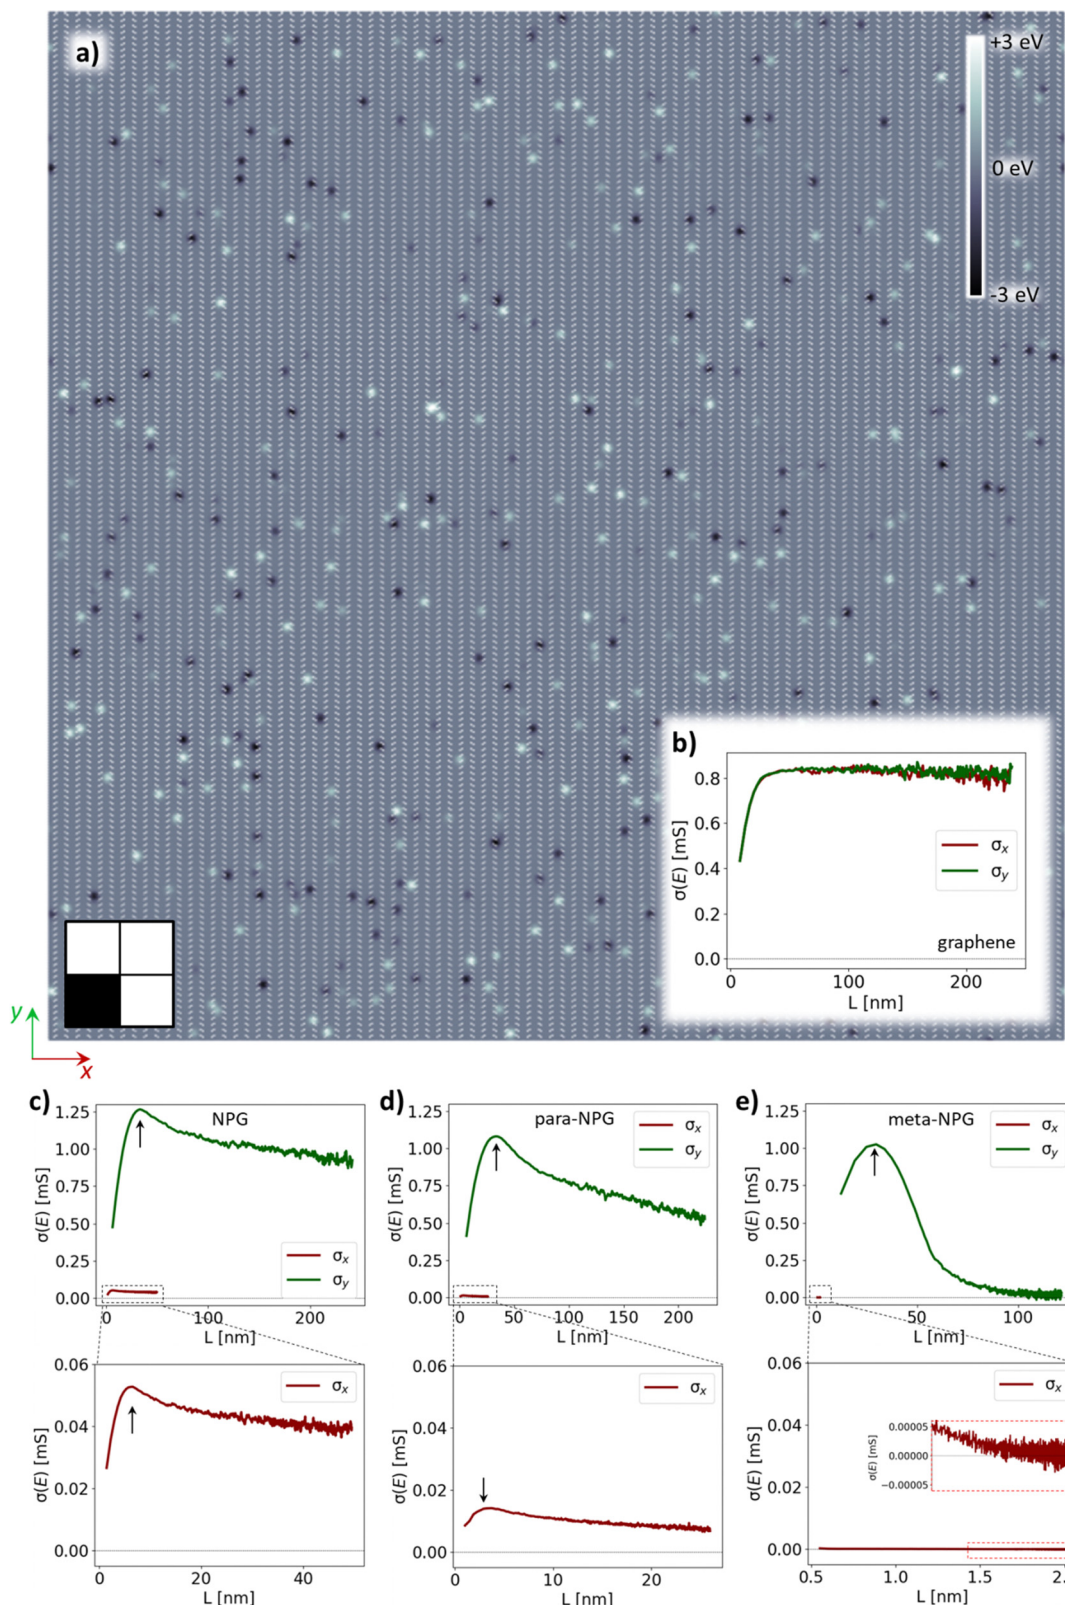 a)
+3 eV
0 eV
-3 eV
b)
0.8
0.6
0.4
0.2
0.0
σ(E) [mS]
σx
σy
graphene
0
100
200
L [nm]
y
x
c)
NPG
1.25
1.00
0.75
0.50
0.25
0.00
σ(E) [mS]
σx
σy
0
100
200
L [nm]
d)
para-NPG
1.25
1.00
0.75
0.50
0.25
0.00
σ(E) [mS]
σx
σy
0
50
100
150
200
L [nm]
e)
meta-NPG
1.25
1.00
0.75
0.50
0.25
0.00
σ(E) [mS]
σx
σy
0
50
100
L [nm]
0.06
0.04
0.02
0.00
σ(E) [mS]
σx
0
10
20
30
40
L [nm]
0.06
0.04
0.02
0.00
σ(E) [mS]
σx
0
5
10
15
20
25
L [nm]
0.06
0.04
0.02
0.00
σ(E) [mS]
σx
0.00005
0.00000
−0.00005
σ(E) [mS]
0.5
1.0
1.5
2.
L [nm]